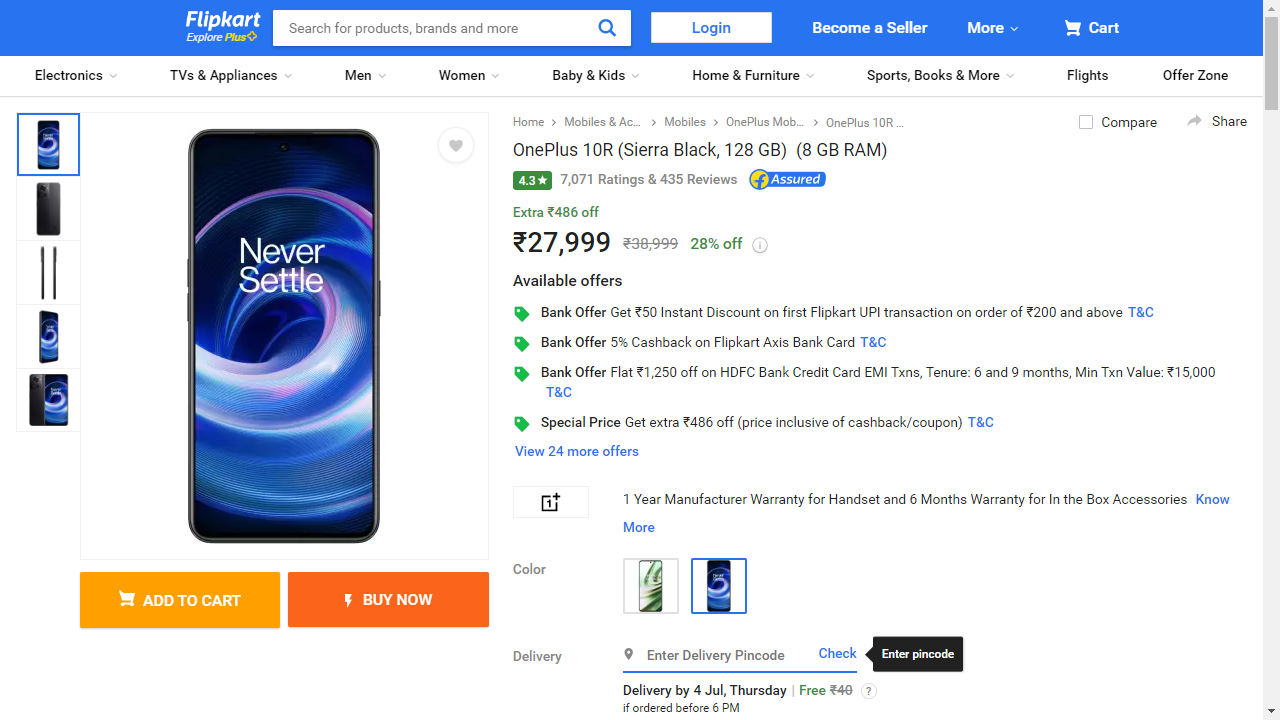 Flipkart
Explore Plus
Search for products, brands and more
Login
Become a Seller
More
Cart
Electronics
TVs & Appliances
Men
Women
Baby & Kids
Home & Furniture
Sports, Books & More
Flights
Offer Zone
Never
Settle
ADD TO CART
BUY NOW
Home
Mobiles & Ac...
Mobiles
OnePlus Mob...
OnePlus 10R ...
Compare
Share
OnePlus 10R (Sierra Black, 128 GB)  (8 GB RAM)
4.3★ 7,071 Ratings & 435 Reviews Assured
Extra ₹486 off
₹27,999 ₹38,999 28% off
Available offers
Bank Offer Get ₹50 Instant Discount on first Flipkart UPI transaction on order of ₹200 and above T&C
Bank Offer 5% Cashback on Flipkart Axis Bank Card T&C
Bank Offer Flat ₹1,250 off on HDFC Bank Credit Card EMI Txns, Tenure: 6 and 9 months, Min Txn Value: ₹15,000
T&C
Special Price Get extra ₹486 off (price inclusive of cashback/coupon) T&C
View 24 more offers
1 Year Manufacturer Warranty for Handset and 6 Months Warranty for In the Box Accessories Know
More
Color
Delivery
Enter Delivery Pincode
Check
Enter pincode
Delivery by 4 Jul, Thursday | Free ₹40 ?
if ordered before 6 PM